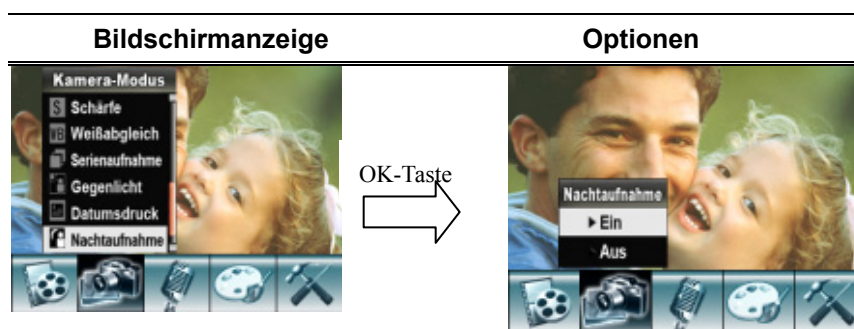 Bildschirmanzeige
Optionen
Kamera-Modus
S Schärfe
WB Weißabgleich
Serienaufnahme
Gegenlicht
Datumsdruck
Nachtaufnahme
OK-Taste
Nachtaufnahme
Ein
Aus